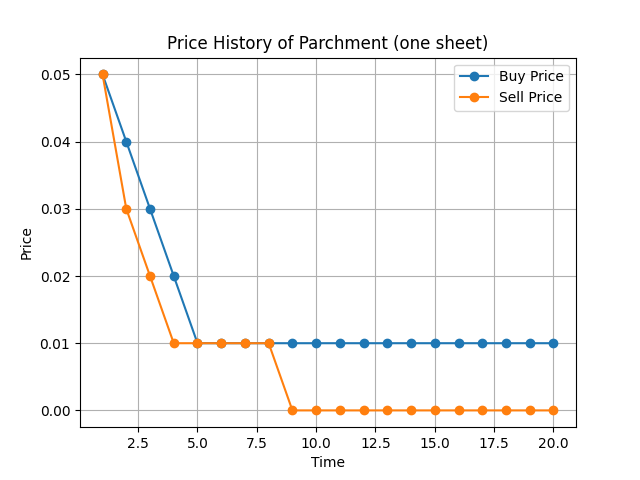 Price History of Parchment (one sheet)
Buy Price
Sell Price
Price
0.05
0.04
0.03
0.02
0.01
0.00
2.5 5.0 7.5 10.0 12.5 15.0 17.5 20.0
Time